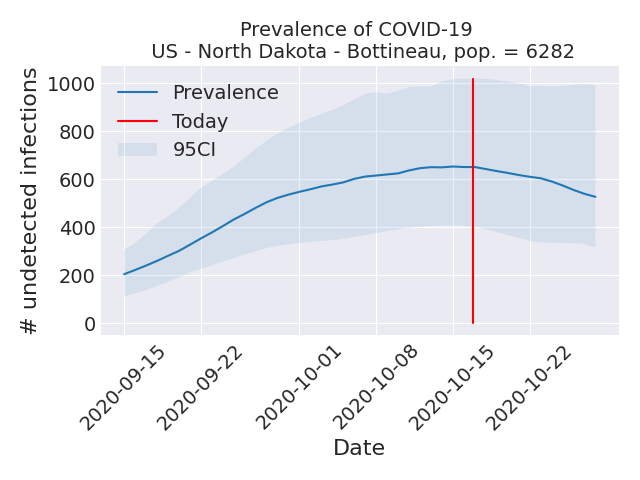 Prevalence of COVID-19
US - North Dakota - Bottineau, pop. = 6282
# undetected infections
1000
800
600
400
200
0
Prevalence
Today
95CI
2020-09-15
2020-09-22
2020-10-01
2020-10-08
2020-10-15
2020-10-22
Date